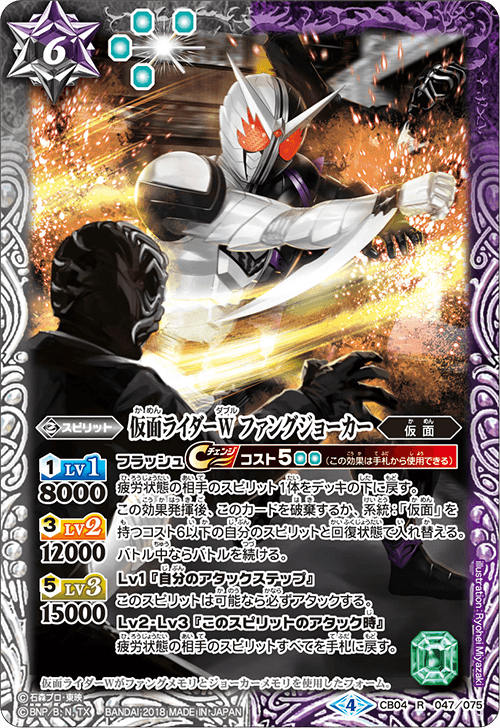 6
スピリット
仮面ライダーW ファングジョーカー
かめん
ダブル
仮面
かめん
フラッシュ チェンジ コスト5
(この効果は手札から使用できる)
1 LV1
8000
3 LV2
12000
5 LV3
15000
疲労状態の相手のスピリット1体をデッキの下に戻す。
この効果発揮後、このカードを破棄するか、系統:「仮面」を
持つコスト6以下の自分のスピリットと回復状態で入れ替える。
バトル中ならバトルを続ける。
Lv1『自分のアタックステップ』
このスピリットは可能なら必ずアタックする。
Lv2・Lv3『このスピリットのアタック時』
疲労状態の相手のスピリットすべてを手札に戻す。
仮面ライダーWがファングメモリとジョーカーメモリを使用したフォーム。
Illustration:Ryohei Miyazaki
©石森プロ・東映
©BNP/B・N, TX BANDAI 2018 MADE IN JAPAN
4 CB04 R 047/075